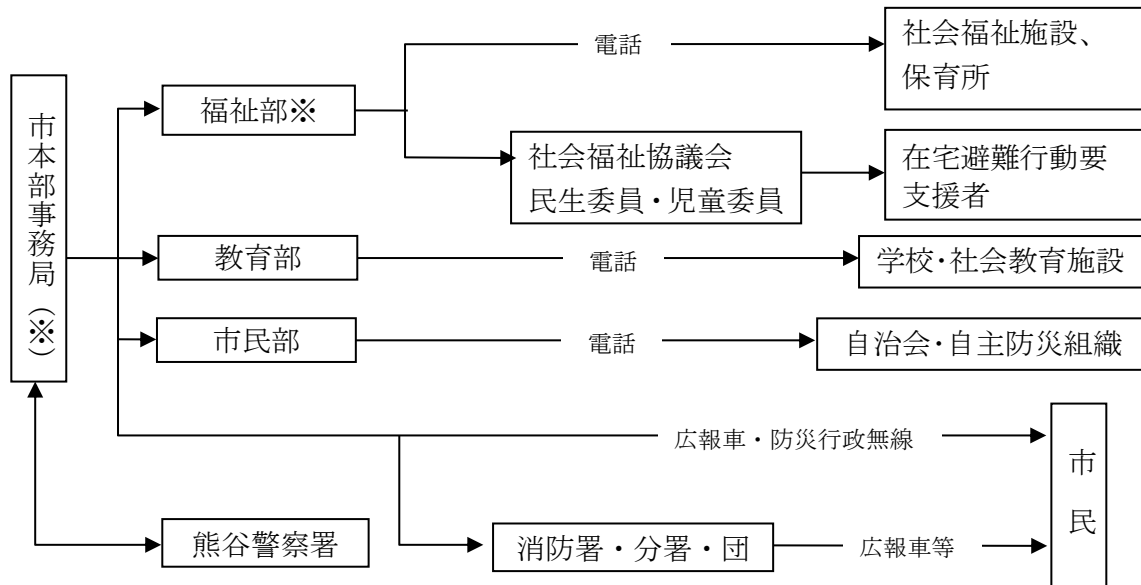 電話
社会福祉施設、
保育所
市本部事務局（※）
福祉部※
社会福祉協議会
民生委員・児童委員
在宅避難行動要
支援者
教育部
電話
学校・社会教育施設
市民部
電話
自治会・自主防災組織
広報車・防災行政無線
市民
熊谷警察署
消防署・分署・団
広報車等